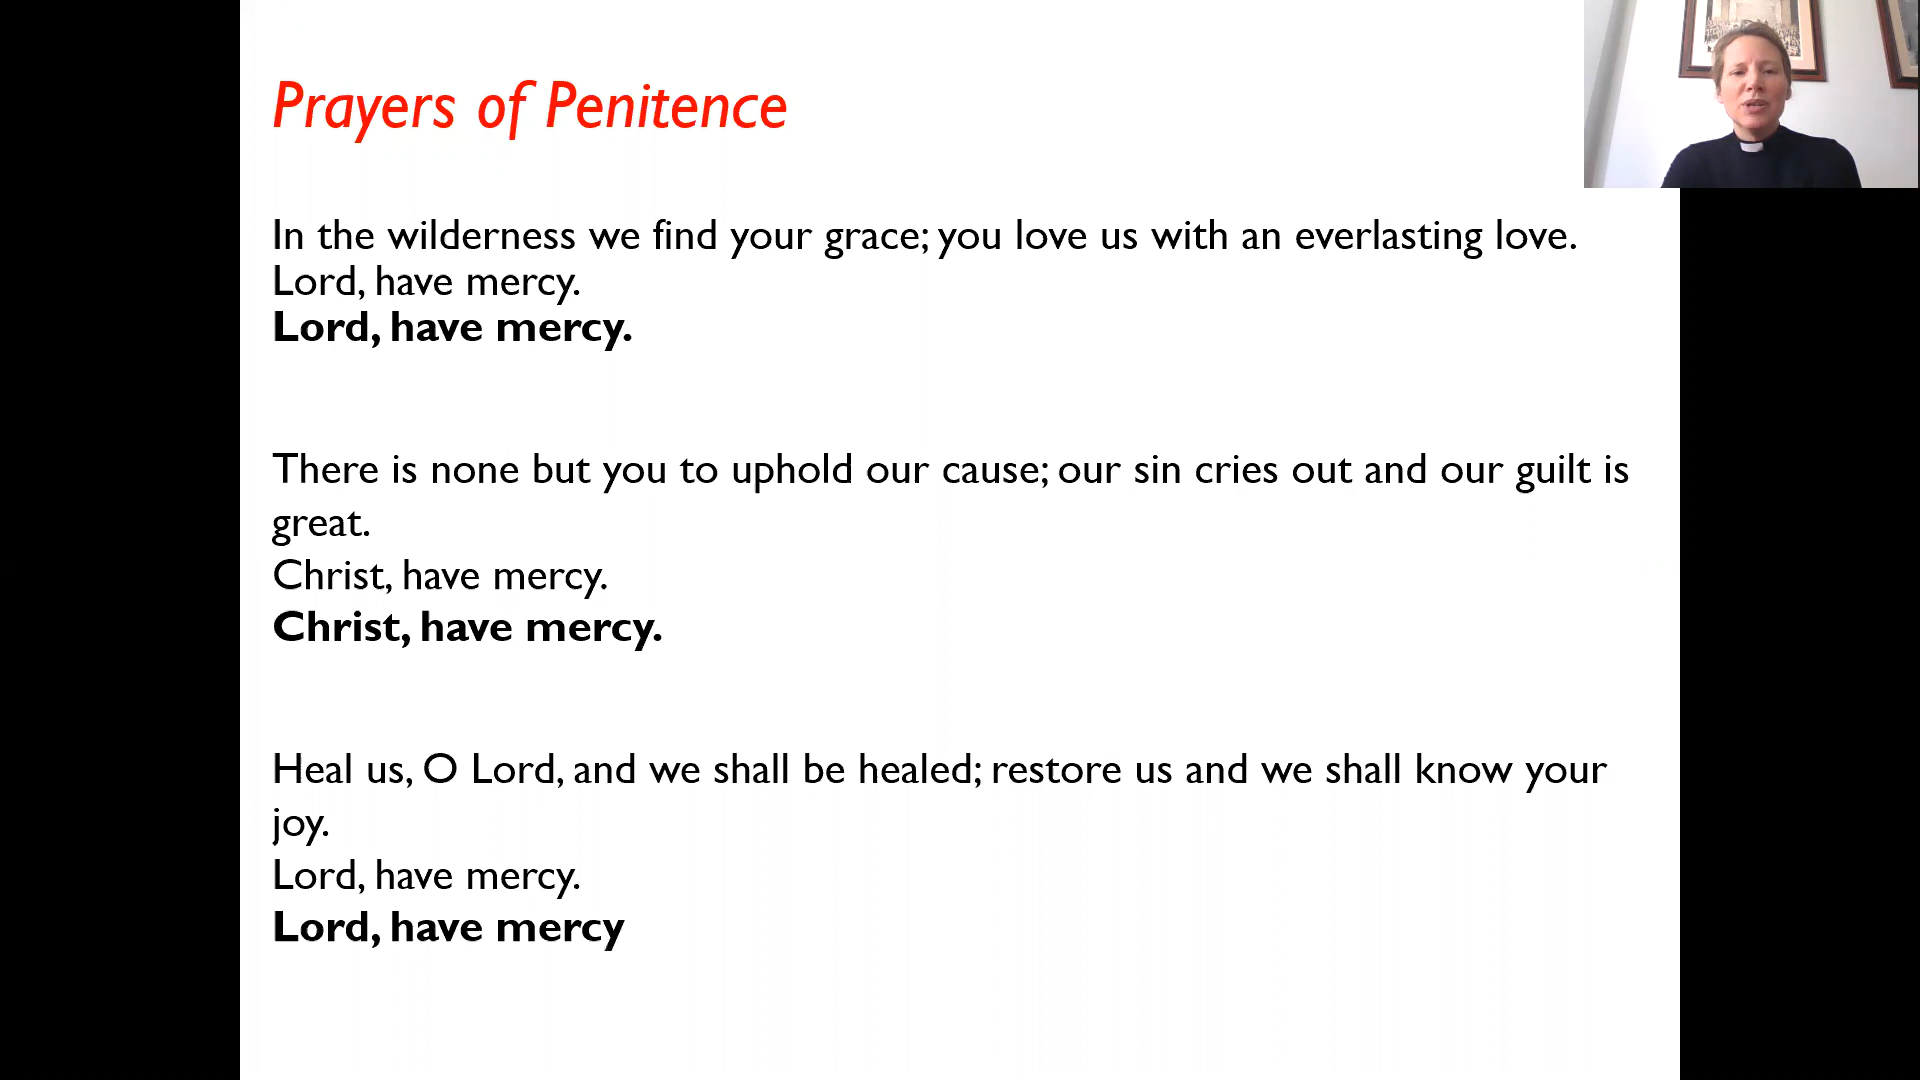 Prayers of Penitence
In the wilderness we find your grace; you love us with an everlasting love.
Lord, have mercy.
Lord, have mercy.
There is none but you to uphold our cause; our sin cries out and our guilt is
great.
Christ, have mercy.
Christ, have mercy.
Heal us, O Lord, and we shall be healed; restore us and we shall know your
joy.
Lord, have mercy.
Lord, have mercy